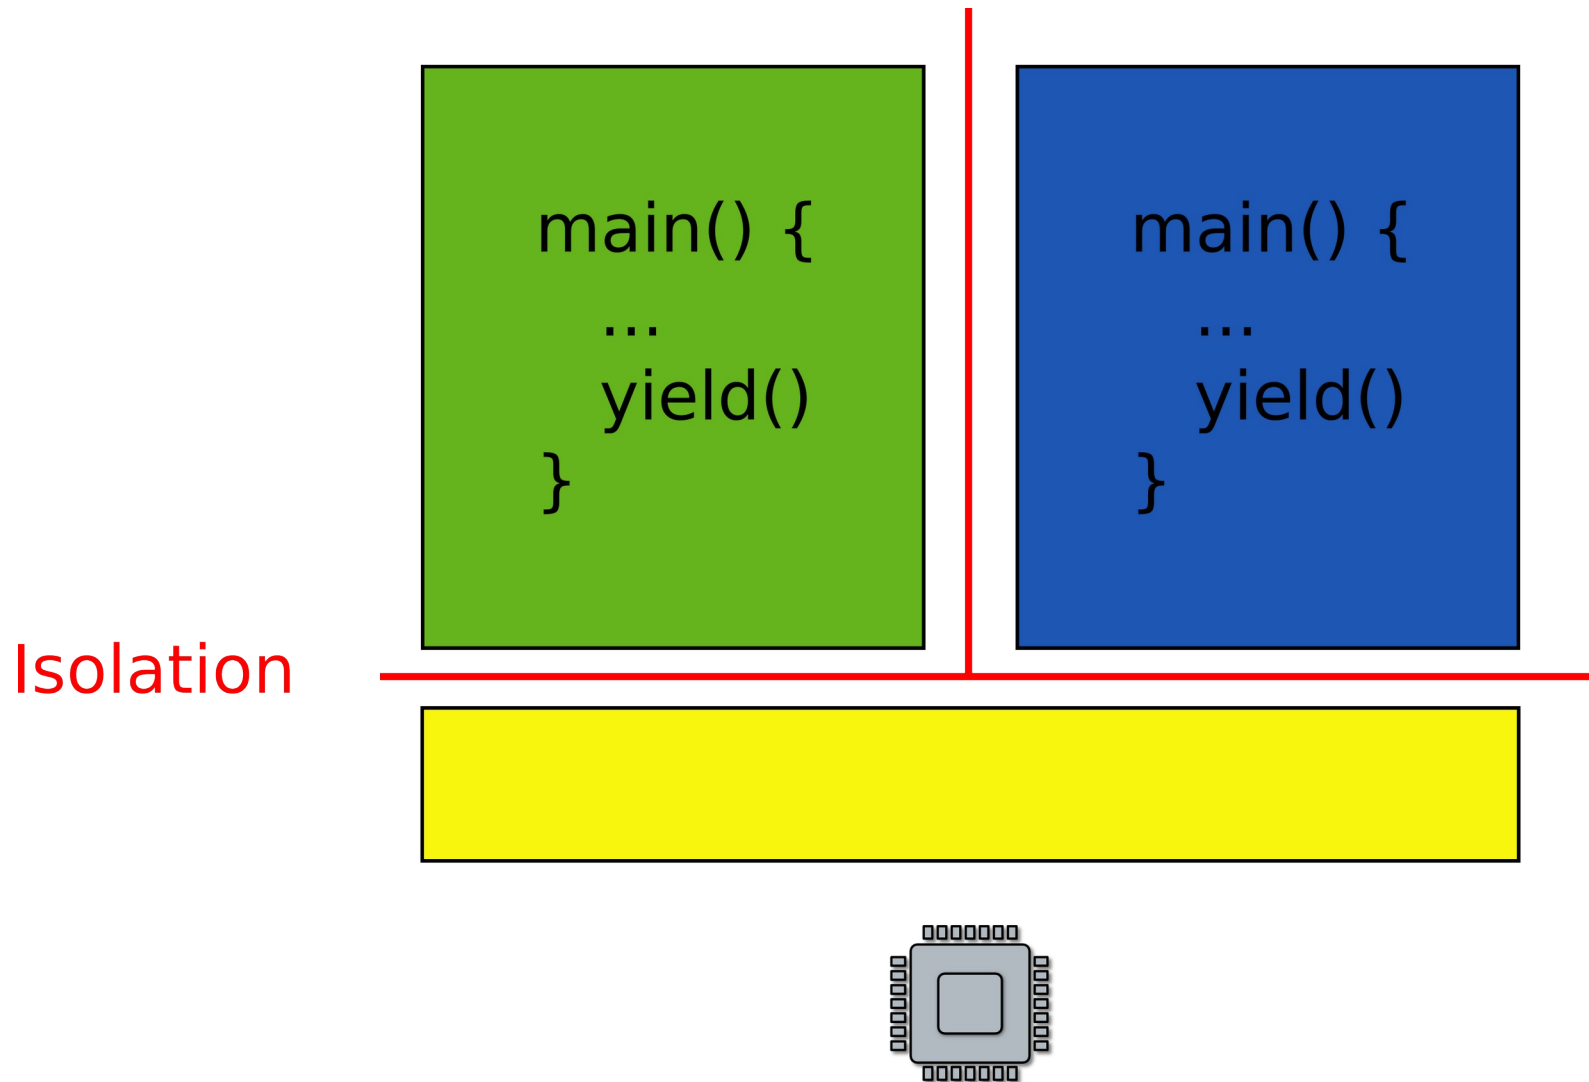 main() {
...
yield()
}
main() {
...
yield()
}
Isolation